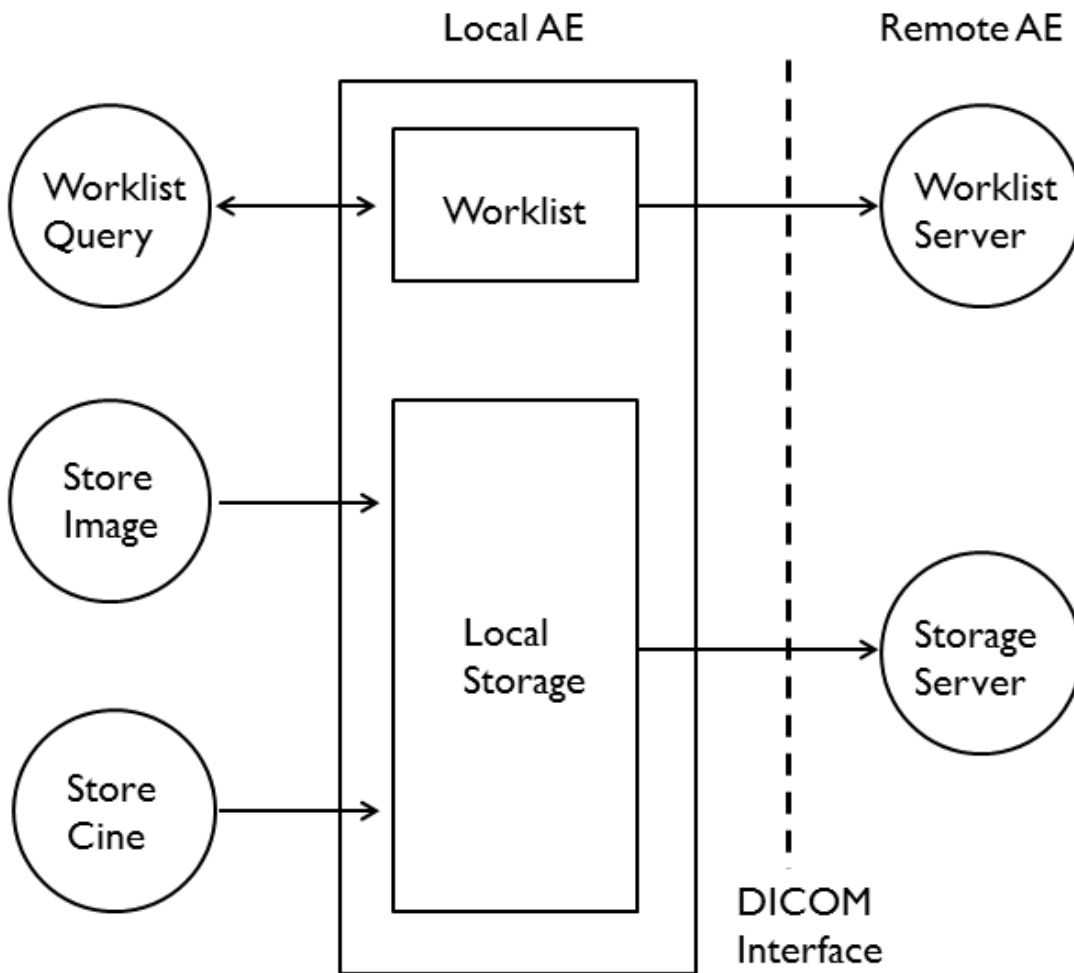 Local AE
Remote AE
Worklist
Query
Worklist
Worklist
Server
Store
Image
Local
Storage
Storage
Server
Store
Cine
DICOM
Interface